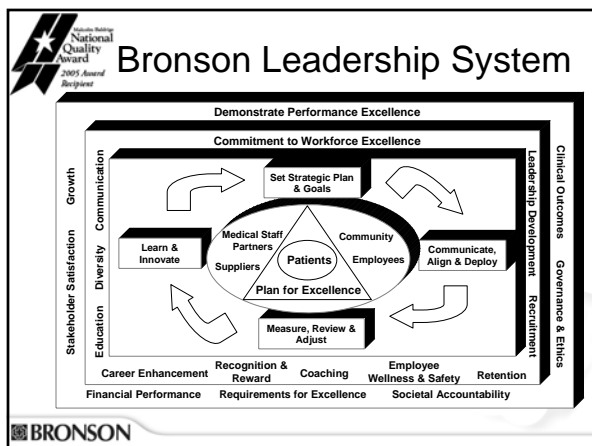 Malcolm Baldrige
National
Quality
Award
2005 Award
Recipient
Bronson Leadership System
Demonstrate Performance Excellence
Commitment to Workforce Excellence
Growth
Stakeholder Satisfaction
Communication
Diversity
Education
Set Strategic Plan
& Goals
Learn &
Innovate
Medical Staff
Partners
Community
Suppliers
Patients
Employees
Plan for Excellence
Communicate,
Align & Deploy
Measure, Review &
Adjust
Leadership Development
Recruitment
Clinical Outcomes
Governance & Ethics
Career Enhancement
Recognition &
Reward
Coaching
Employee
Wellness & Safety
Retention
Financial Performance
Requirements for Excellence
Societal Accountability
BRONSON